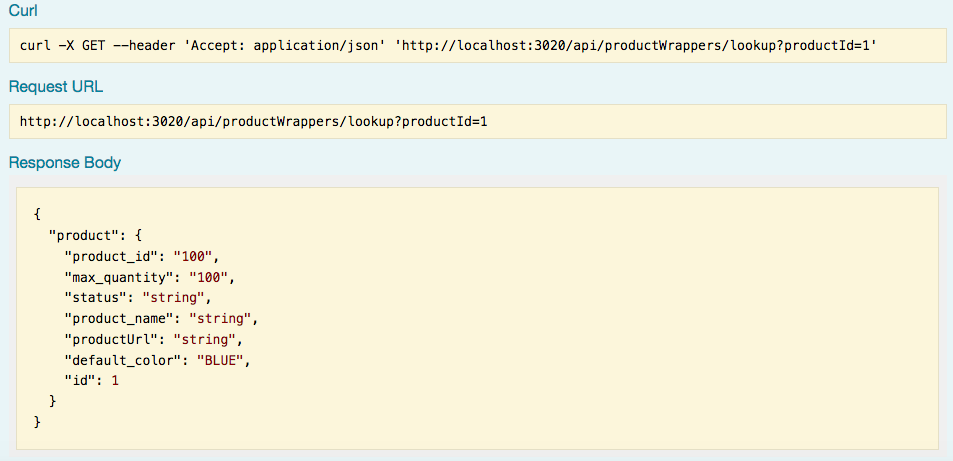 Curl
curl -X GET --header 'Accept: application/json' 'http://localhost:3020/api/productWrappers/lookup?productId=1'
Request URL
http://localhost:3020/api/productWrappers/lookup?productId=1
Response Body
{
  "product": {
    "product_id": "100",
    "max_quantity": "100",
    "status": "string",
    "product_name": "string",
    "productUrl": "string",
    "default_color": "BLUE",
    "id": 1
  }
}